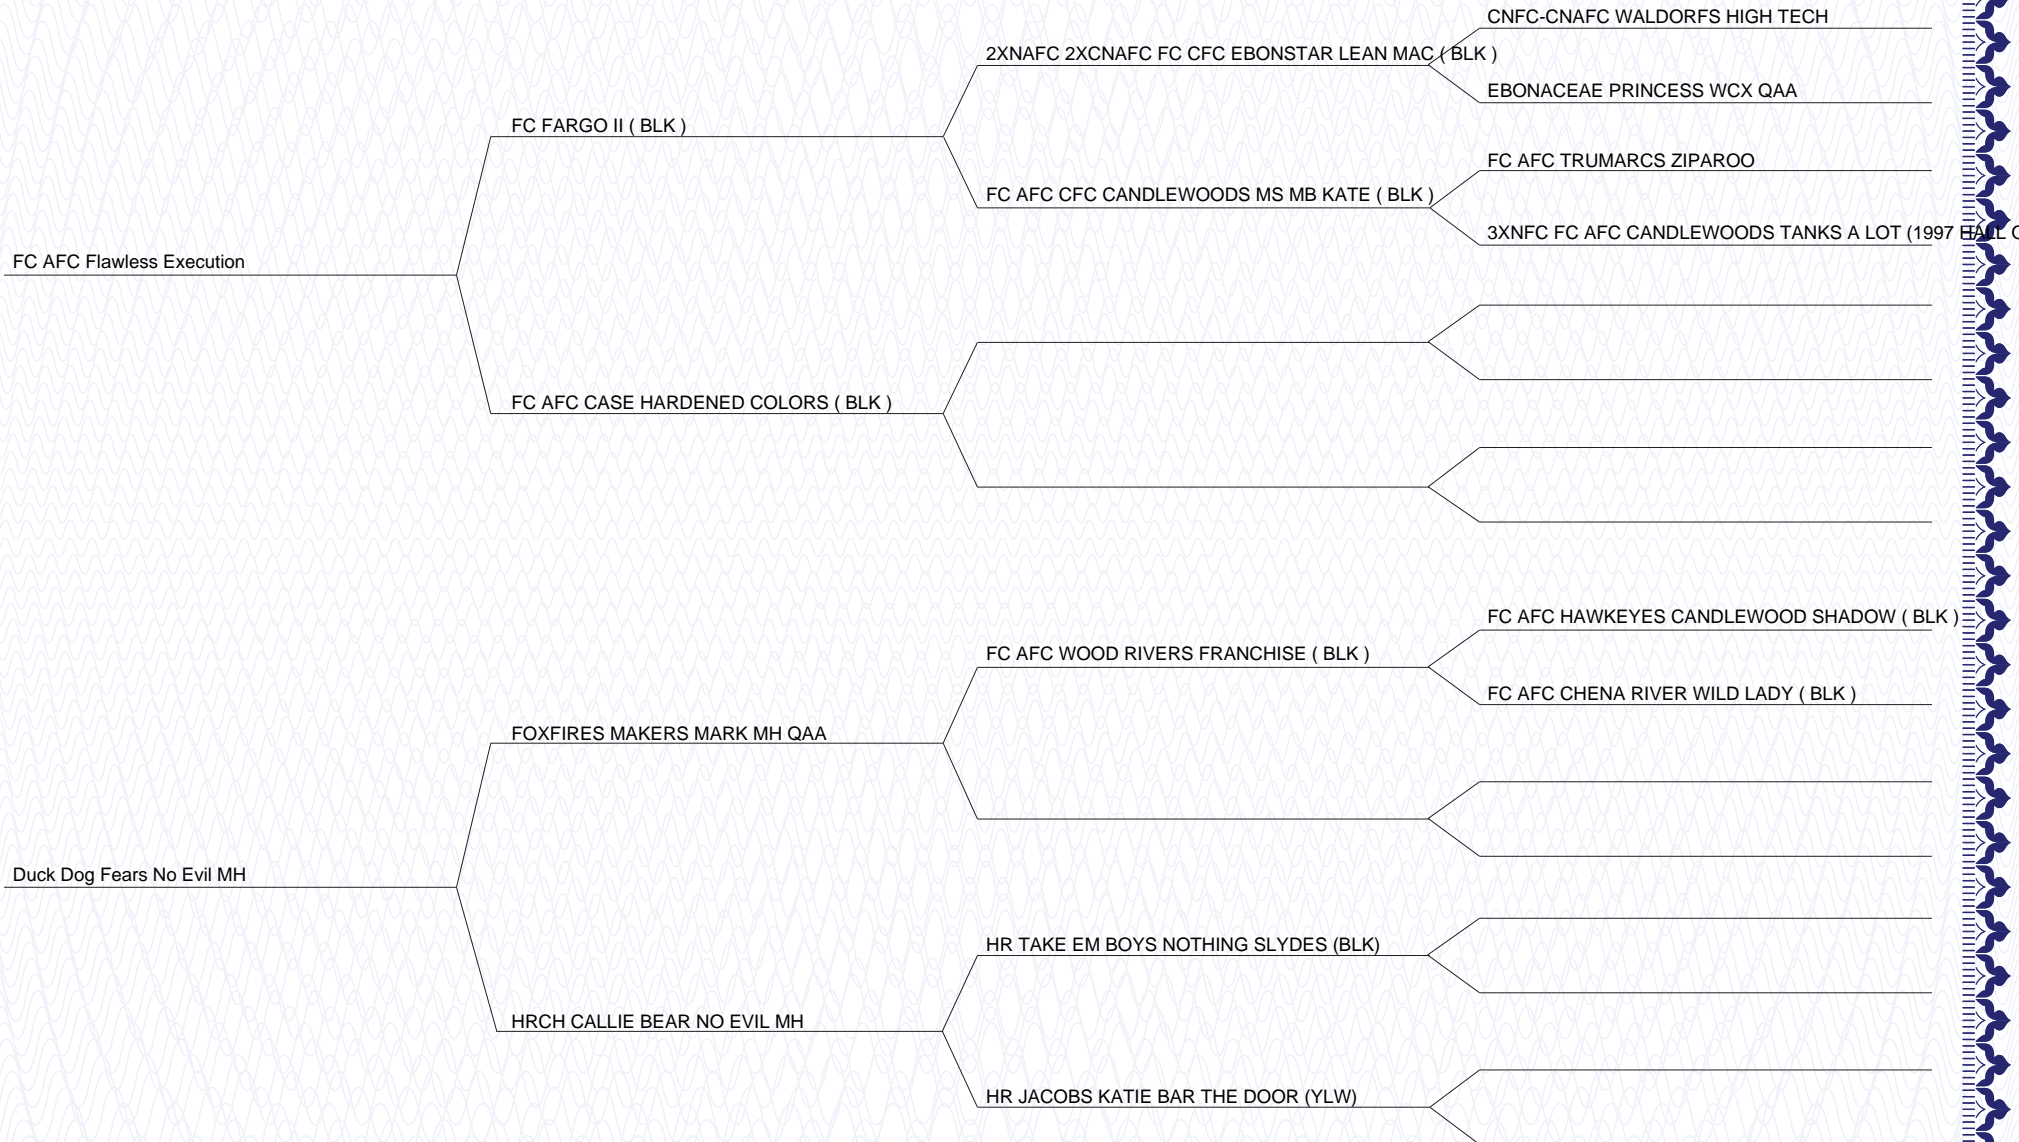 CNFC-CNAFC WALDORFS HIGH TECH
2XNAFC 2XCNAFC FC CFC EBONSTAR LEAN MAC ( BLK )
EBONACEAE PRINCESS WCX QAA
FC FARGO II ( BLK )
FC AFC TRUMARCS ZIPAROO
FC AFC CFC CANDLEWOODS MS MB KATE ( BLK )
3XNFC FC AFC CANDLEWOODS TANKS A LOT (1997 HALL
FC AFC Flawless Execution
FC AFC CASE HARDENED COLORS ( BLK )
FC AFC HAWKEYES CANDLEWOOD SHADOW ( BLK )
FC AFC WOOD RIVERS FRANCHISE ( BLK )
FC AFC CHENA RIVER WILD LADY ( BLK )
FOXFIRES MAKERS MARK MH QAA
Duck Dog Fears No Evil MH
HR TAKE EM BOYS NOTHING SLYDES (BLK)
HRCH CALLIE BEAR NO EVIL MH
HR JACOBS KATIE BAR THE DOOR (YLW)